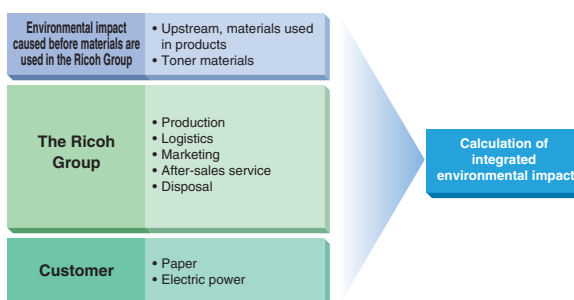 Environmental impact
caused before materials are
used in the Ricoh Group
• Upstream, materials used
in products
• Toner materials
The Ricoh
Group
• Production
• Logistics
• Marketing
• After-sales service
• Disposal
Customer
• Paper
• Electric power
Calculation of
integrated
environmental impact